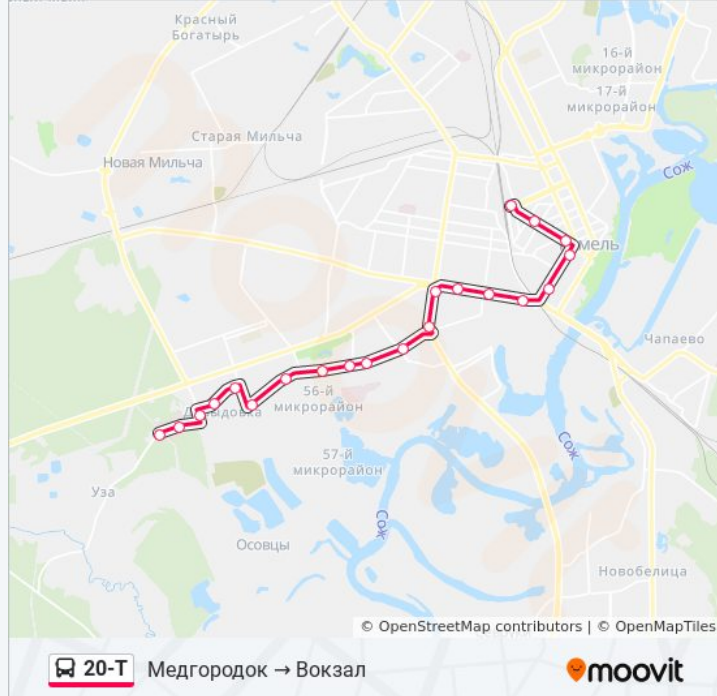 Красный
Богатырь
16-й
микрорайон
17-й
микрорайон
Старая Мильча
Новая Мильча
Сож
мель
Чапаево
56-й
микрорайон
57-й
микрорайон
Сож
Уза
Сож
Осовцы
Новобелица
© OpenStreetMap contributors | © OpenMapTiles
20-Т Медгородок → Вокзал
moovit